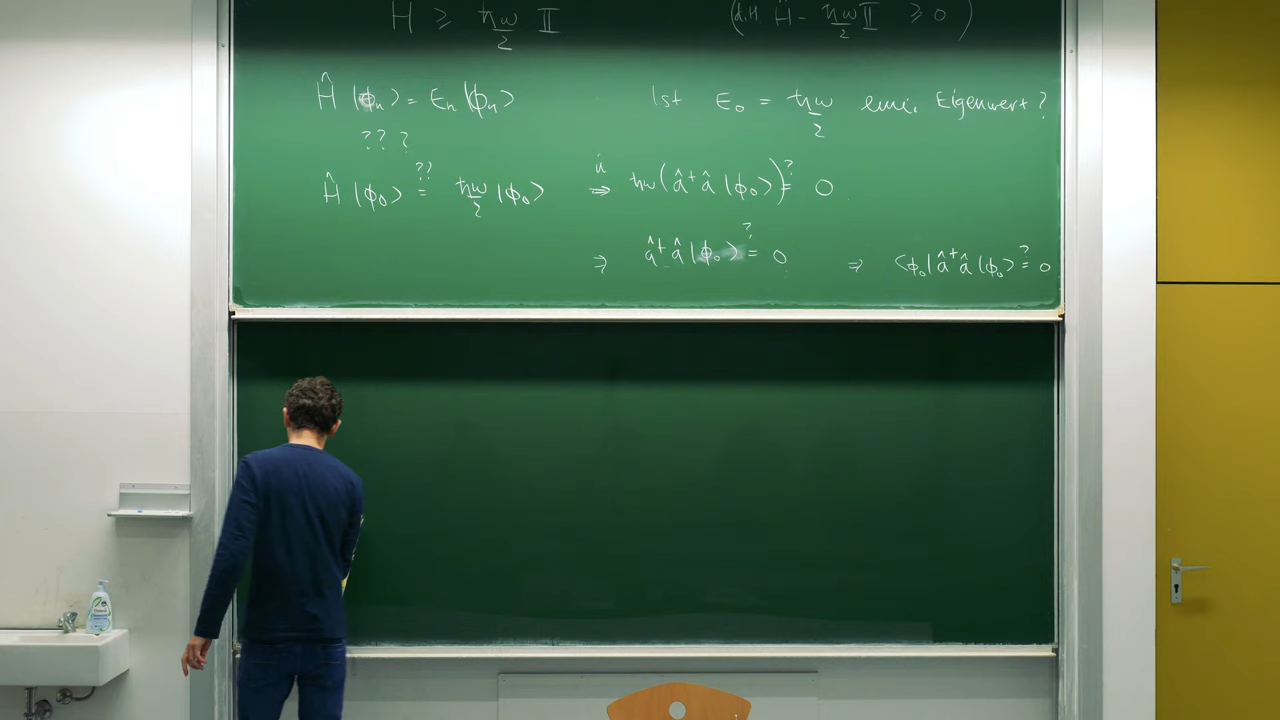 H ≥ ħω/2 𝟙 (d.H. Ĥ - ħω/2 𝟙 ≥ 0)
Ĥ |ϕₙ⟩ = Eₙ |ϕₙ⟩ Ist E₀ = ħω/2 ein Eigenwert?
?? ?
Ĥ |ϕ₀⟩ =?? ħω/2 |ϕ₀⟩ ⇒ü ħω(â⁺â |ϕ₀⟩) =? 0
⇒ â⁺â |ϕ₀⟩ =? 0 ⇒ ⟨ϕ₀| â⁺â |ϕ₀⟩ =? 0